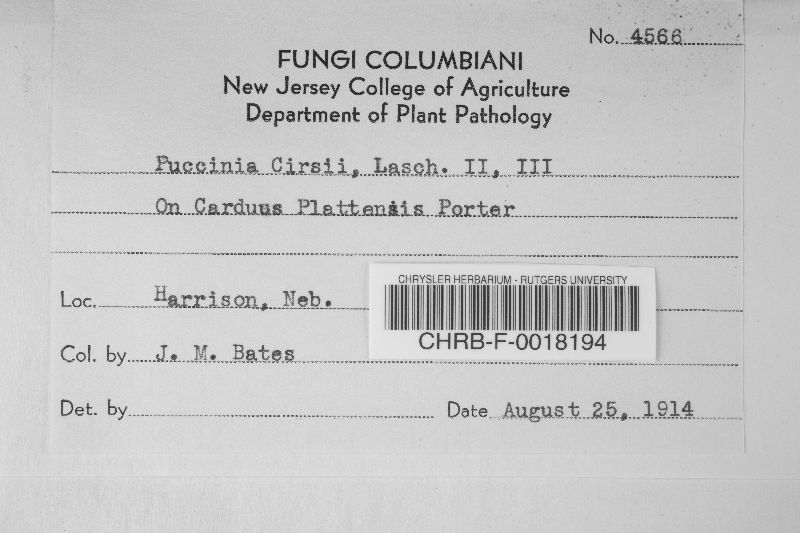 No. 4566
FUNGI COLUMBIANI
New Jersey College of Agriculture
Department of Plant Pathology
Puccinia Cirsii, Lasch. II, III
On Carduus Plattensis Porter
Loc. Harrison, Neb.
CHRYSLER HERBARIUM - RUTGERS UNIVERSITY
CHRB-F-0018194
Col. by J. M. Bates
Det. by
Date August 25, 1914